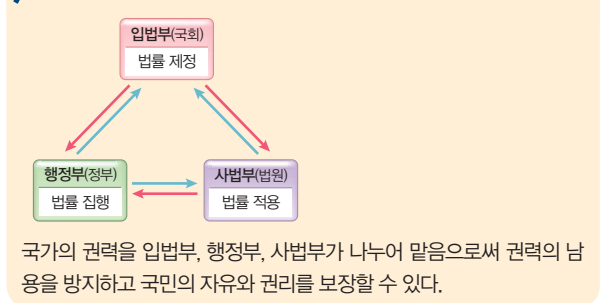 입법부(국회)
법률 제정
행정부(정부)
법률 집행
사법부(법원)
법률 적용
국가의 권력을 입법부, 행정부, 사법부가 나누어 맡음으로써 권력의 남
용을 방지하고 국민의 자유와 권리를 보장할 수 있다.